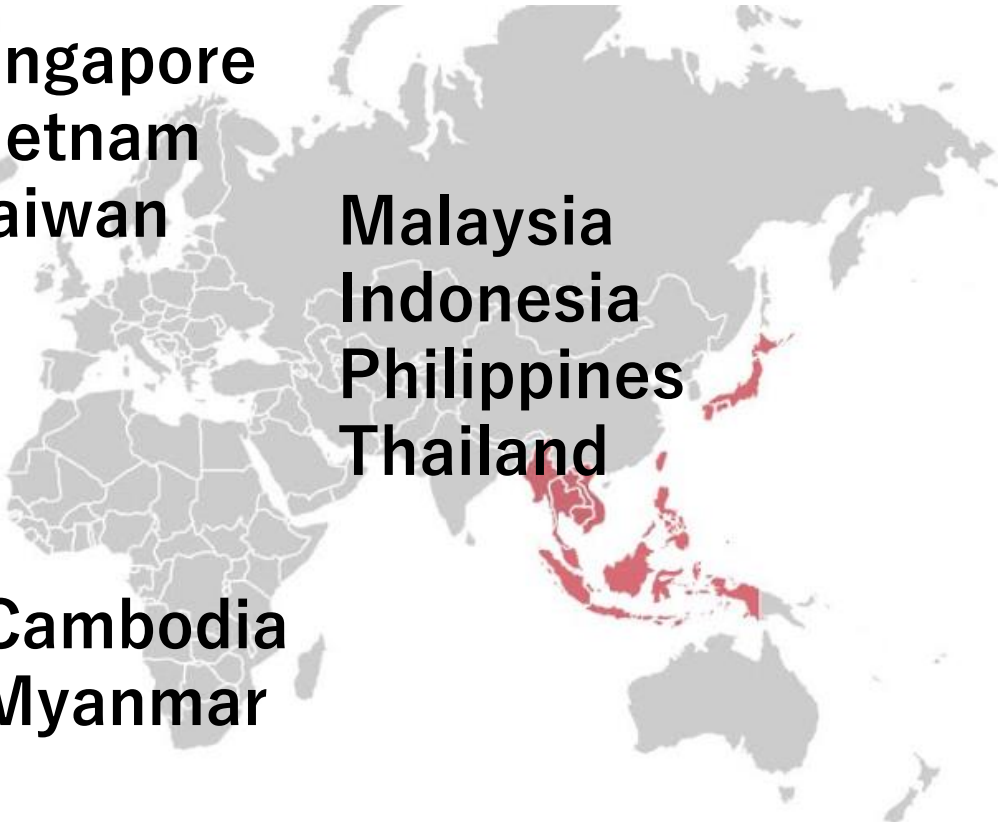 ngapore
etnam
aiwan
Malaysia
Indonesia
Philippines
Thailand
Cambodia
Myanmar